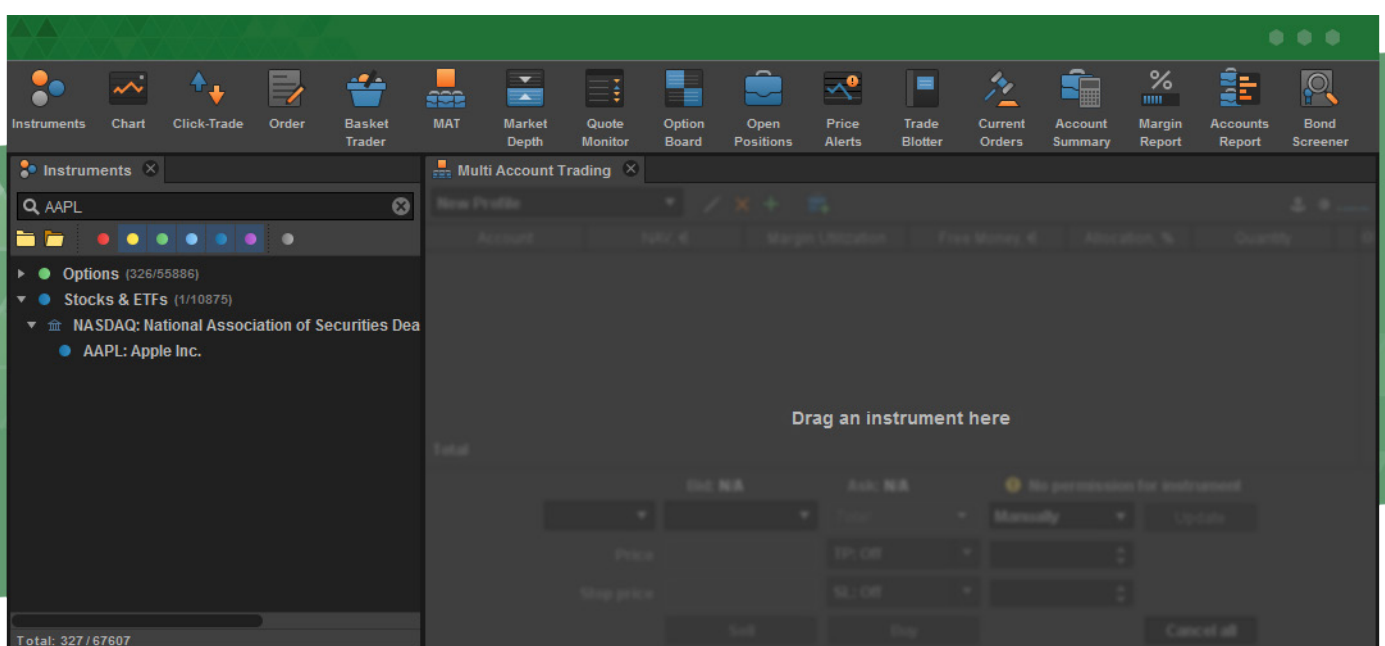 Instruments
Chart
Click-Trade
Order
Basket
Trader
MAT
Market
Depth
Quote
Monitor
Option
Board
Open
Positions
Price
Alerts
Trade
Blotter
Current
Orders
Account
Summary
Margin
Report
Accounts
Report
Bond
Screener
Instruments
Multi Account Trading
AAPL
New Profile
Account
NAV, €
Margin Utilization
Free Money, €
Allocation, %
Quantity
Options (326/55886)
Stocks & ETFs (1/10875)
NASDAQ: National Association of Securities Dea
AAPL: Apple Inc.
Drag an instrument here
Total
Bid: N/A
Ask: N/A
No permission for instrument
Manually
Update
Price
TP: Off
Stop price
SL: Off
Sell
Buy
Cancel all
Total: 327 / 67607